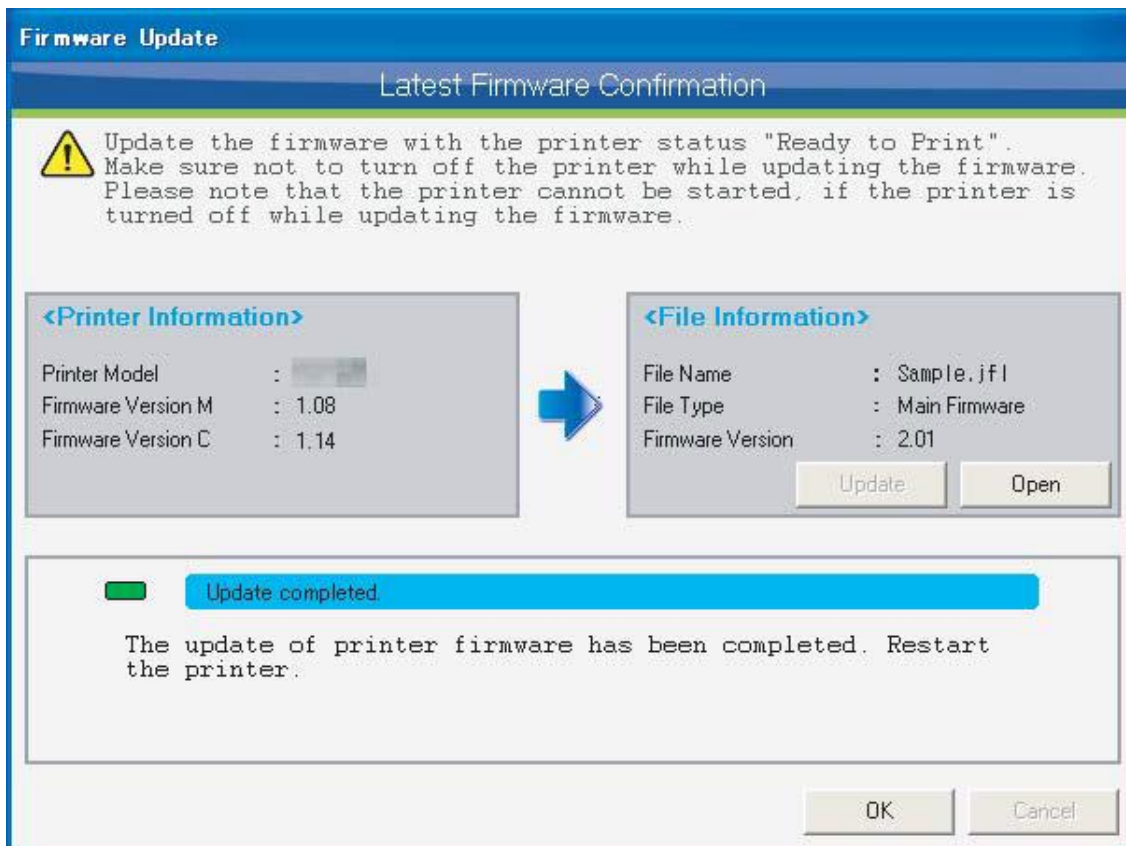 Firmware Update
Latest Firmware Confirmation
Update the firmware with the printer status "Ready to Print".
Make sure not to turn off the printer while updating the firmware.
Please note that the printer cannot be started, if the printer is
turned off while updating the firmware.
<Printer Information>
Printer Model :
Firmware Version M : 1.08
Firmware Version C : 1.14
<File Information>
File Name : Sample.jfl
File Type : Main Firmware
Firmware Version : 2.01
Update Open
Update completed.
The update of printer firmware has been completed. Restart
the printer.
OK Cancel